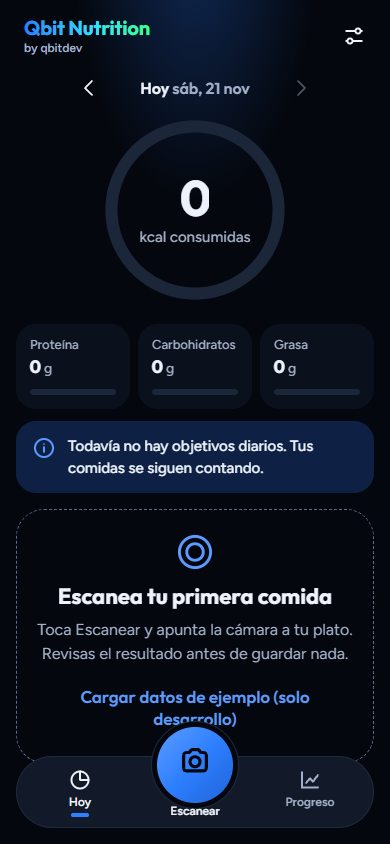 Qbit Nutrition
by qbitdev
Hoy sáb, 21 nov
0
kcal consumidas
Proteína
0 g
Carbohidratos
0 g
Grasa
0 g
Todavía no hay objetivos diarios. Tus
comidas se siguen contando.
Escanea tu primera comida
Toca Escanear y apunta la cámara a tu plato.
Revisas el resultado antes de guardar nada.
Cargar datos de ejemplo (solo
desarrollo)
Hoy
Escanear
Progreso